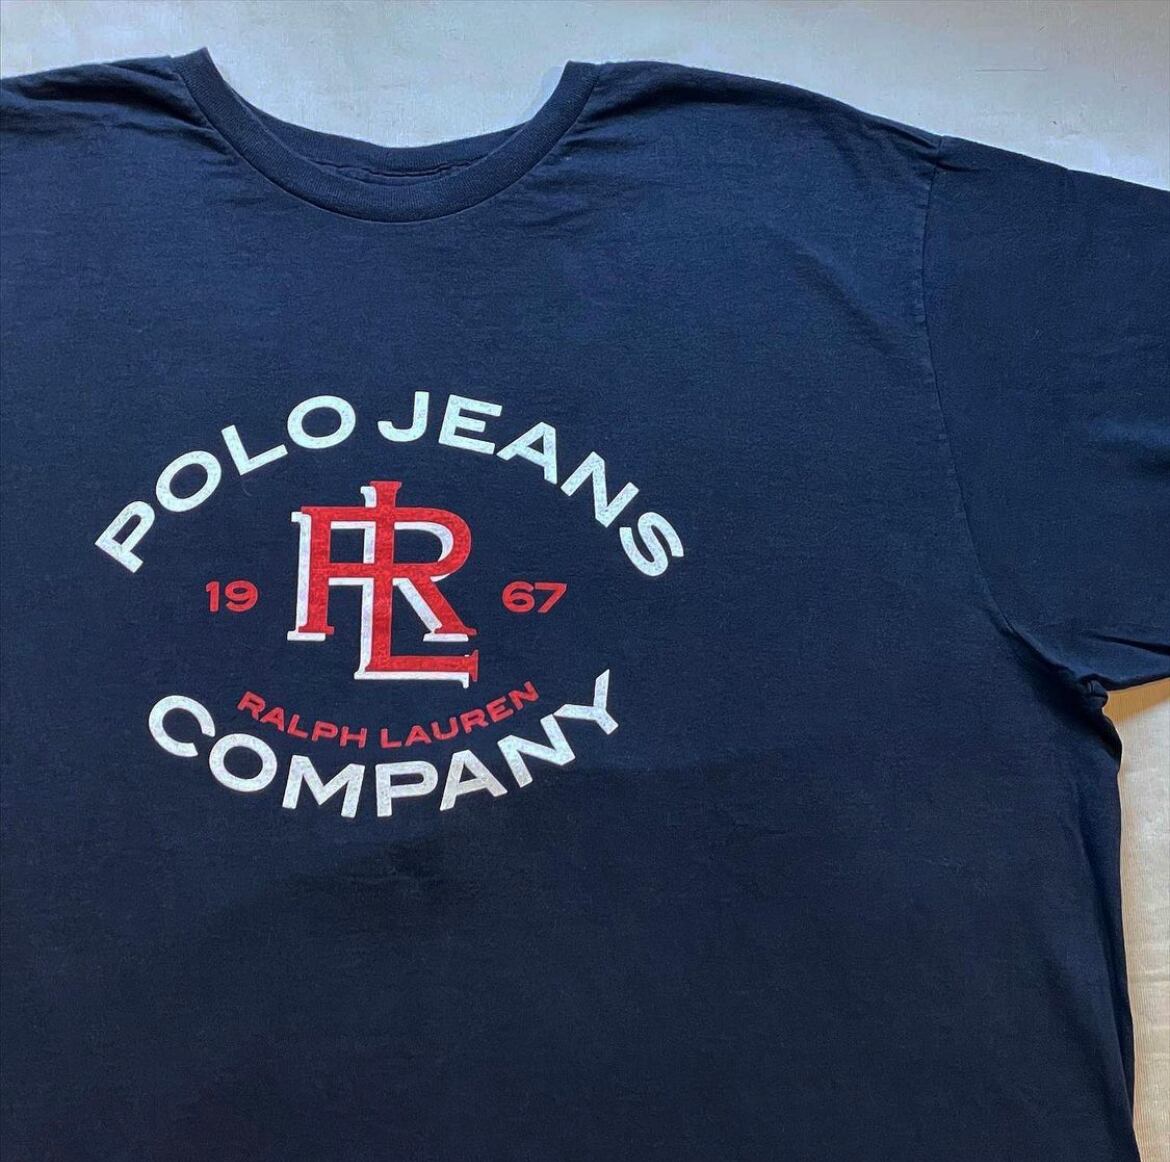 POLO JEANS
RL
19 67
RALPH LAUREN
COMPANY